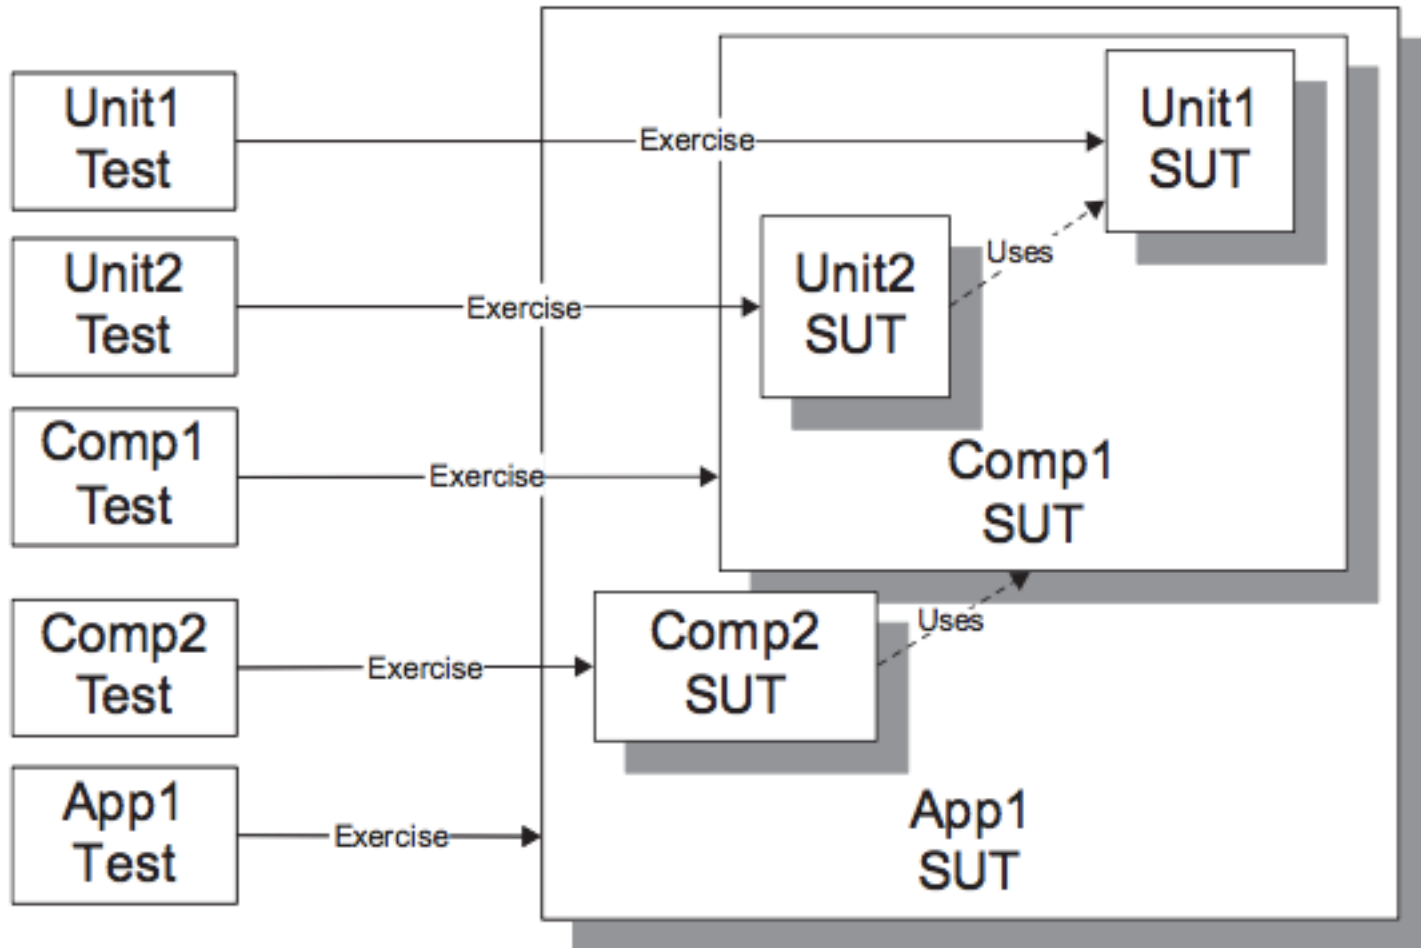 Unit1
Test
Exercise
Unit1
SUT
Unit2
Test
Exercise
Unit2
SUT
Uses
Comp1
Test
Exercise
Comp1
SUT
Comp2
Test
Exercise
Comp2
SUT
Uses
App1
Test
Exercise
App1
SUT